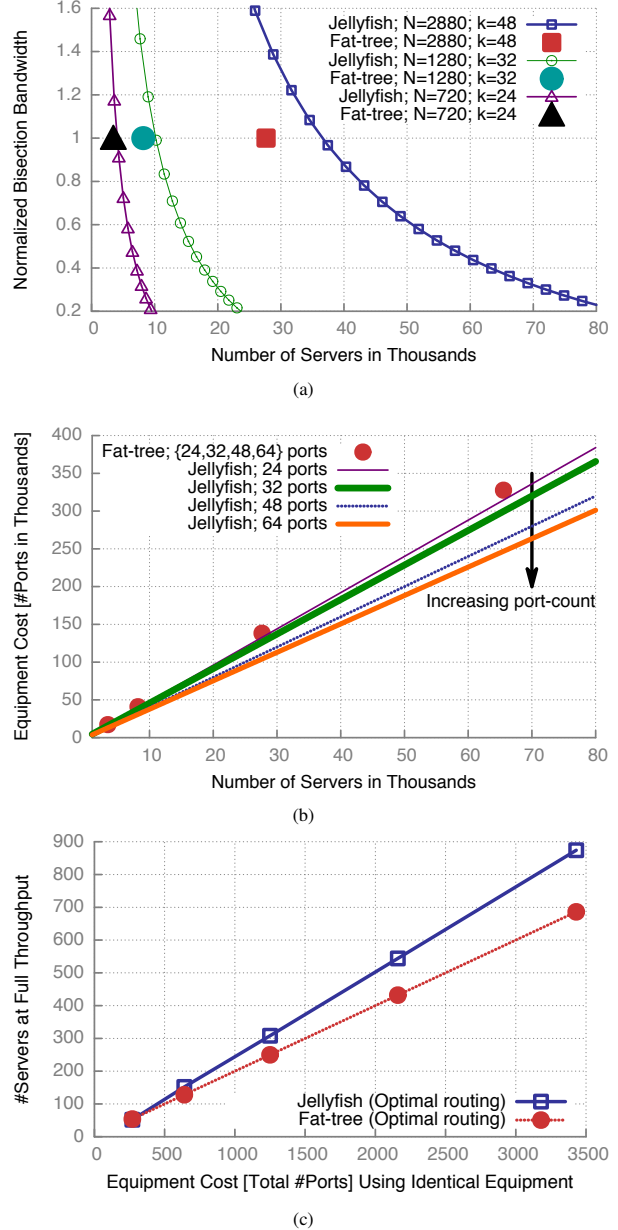 1.6
1.4
1.2
1
0.8
0.6
0.4
0.2
Normalized Bisection Bandwidth
Jellyfish; N=2880; k=48
Fat-tree; N=2880; k=48
Jellyfish; N=1280; k=32
Fat-tree; N=1280; k=32
Jellyfish; N=720; k=24
Fat-tree; N=720; k=24
0 10 20 30 40 50 60 70 80
Number of Servers in Thousands
(a)
400
350
300
250
200
150
100
50
0
Equipment Cost [#Ports in Thousands]
Fat-tree; {24,32,48,64} ports
Jellyfish; 24 ports
Jellyfish; 32 ports
Jellyfish; 48 ports
Jellyfish; 64 ports
Increasing port-count
10 20 30 40 50 60 70 80
Number of Servers in Thousands
(b)
900
800
700
600
500
400
300
200
100
0
#Servers at Full Throughput
Jellyfish (Optimal routing)
Fat-tree (Optimal routing)
0 500 1000 1500 2000 2500 3000 3500
Equipment Cost [Total #Ports] Using Identical Equipment
(c)